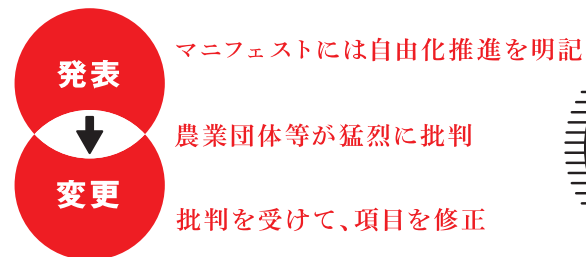 マニフェストには自由化推進を明記
発表
農業団体等が猛烈に批判
変更
批判を受けて、項目を修正